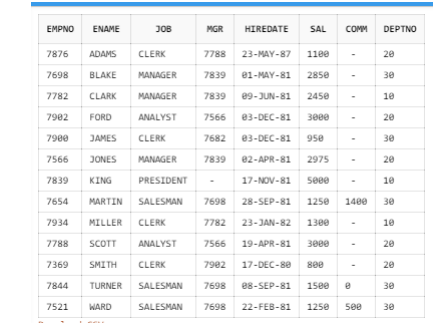 EMPNO ENAME JOB MGR HIREDATE SAL COMM DEPTNO
7876 ADAMS CLERK 7788 23-MAY-87 1100 - 20
7698 BLAKE MANAGER 7839 01-MAY-81 2850 - 30
7782 CLARK MANAGER 7839 09-JUN-81 2450 - 10
7902 FORD ANALYST 7566 03-DEC-81 3000 - 20
7900 JAMES CLERK 7682 03-DEC-81 950 - 30
7566 JONES MANAGER 7839 02-APR-81 2975 - 20
7839 KING PRESIDENT - 17-NOV-81 5000 - 10
7654 MARTIN SALESMAN 7698 28-SEP-81 1250 1400 30
7934 MILLER CLERK 7782 23-JAN-82 1300 - 10
7788 SCOTT ANALYST 7566 19-APR-81 3000 - 20
7369 SMITH CLERK 7902 17-DEC-80 800 - 20
7844 TURNER SALESMAN 7698 08-SEP-81 1500 0 30
7521 WARD SALESMAN 7698 22-FEB-81 1250 500 30